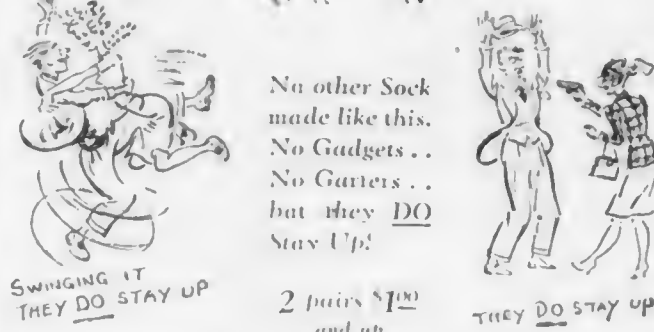 No other Sock
made like this.
No Gadgets . .
No Garters . .
but they DO
Stay Up!
2 pairs $1.00
and up
SWINGING IT
THEY DO STAY UP
THEY DO STAY UP